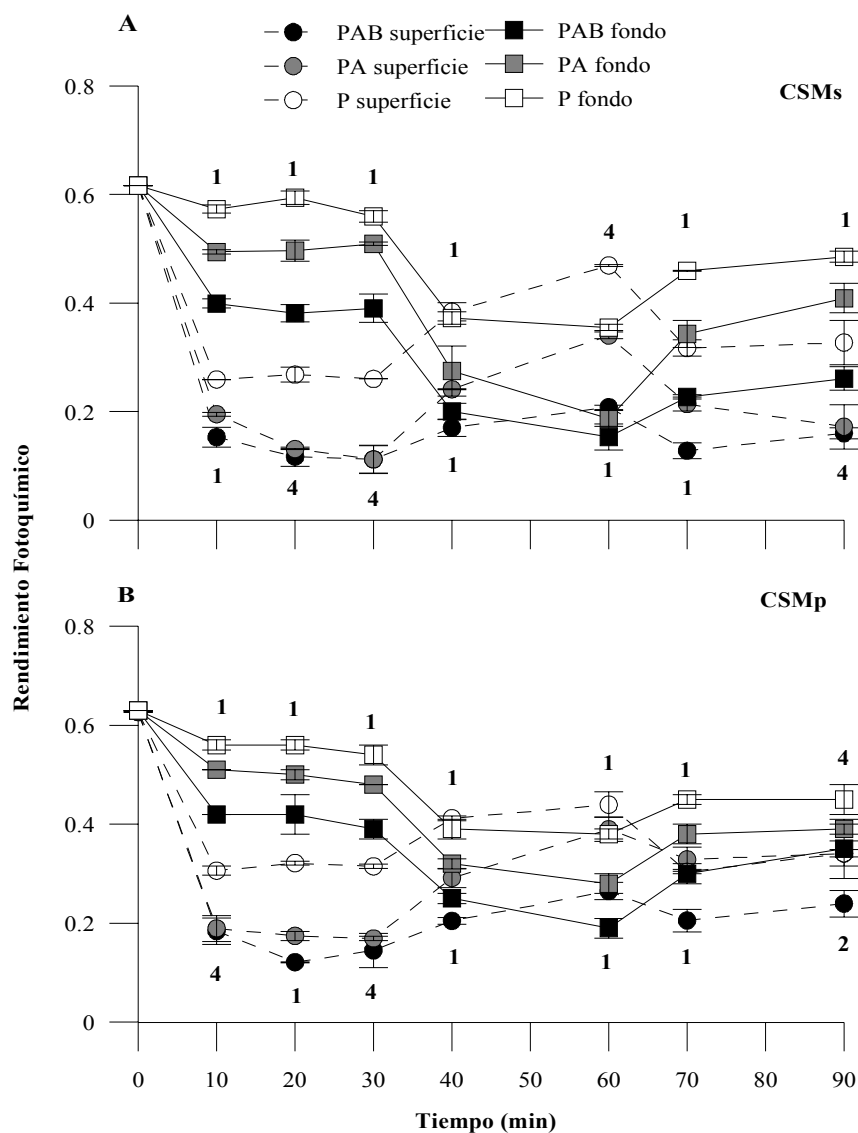 A
PAB superficie
PAB fondo
PA superficie
PA fondo
P superficie
P fondo
CSMs
0.8
0.6
0.4
0.2
0
1 1 1 1 4 1 1
1 4 4 1 1 1 4
Rendimiento Fotoquímico
B
CSMp
0.8
0.6
0.4
0.2
0
1 1 1 1 1 1 4
4 1 4 1 1 1 2
0 10 20 30 40 50 60 70 80 90
Tiempo (min)